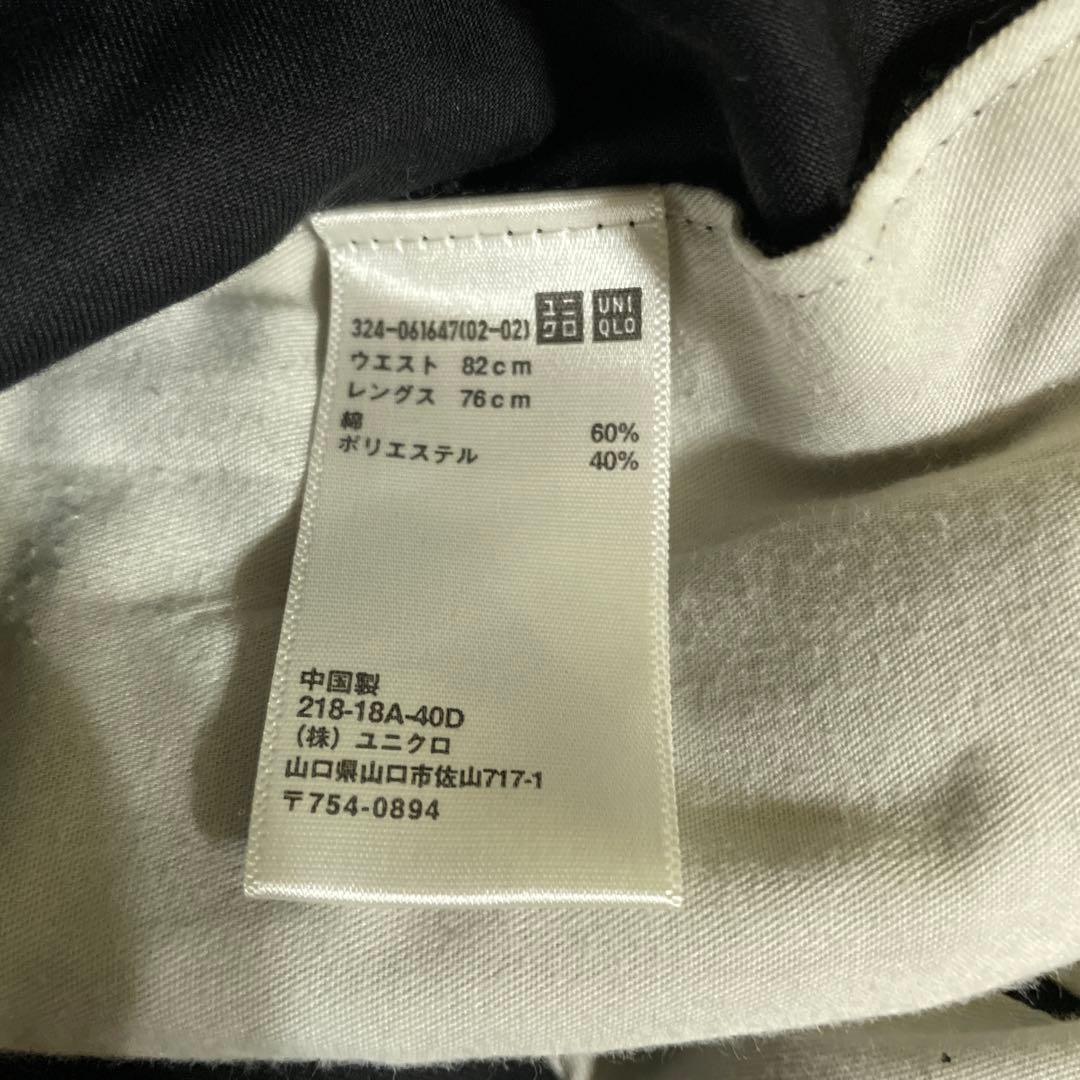 324-061647(02-02) ユニクロ UNIQLO
ウエスト 82cm
レングス 76cm
綿 60%
ポリエステル 40%
中国製
218-18A-40D
(株) ユニクロ
山口県山口市佐山717-1
〒754-0894